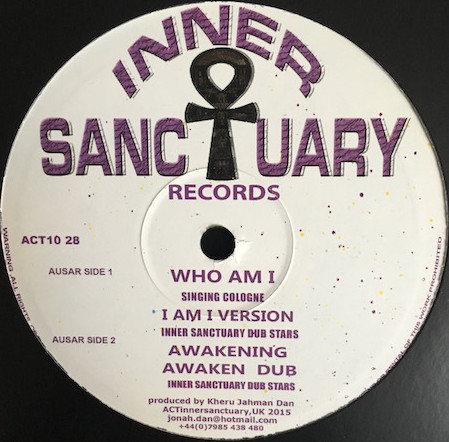 INNER
SANCTUARY
RECORDS
ACT10 28
AUSAR SIDE 1
WHO AM I
SINGING COLOGNE
I AM I VERSION
INNER SANCTUARY DUB STARS
AUSAR SIDE 2
AWAKENING
AWAKEN DUB
INNER SANCTUARY DUB STARS
produced by Kheru Jahman Dan
ACTinnersanctuary,UK 2015
jonah.dan@hotmail.com
+44(0)7985 438 480
WARNING ALL RIGHTS
OF THIS WORK PROHIBITED